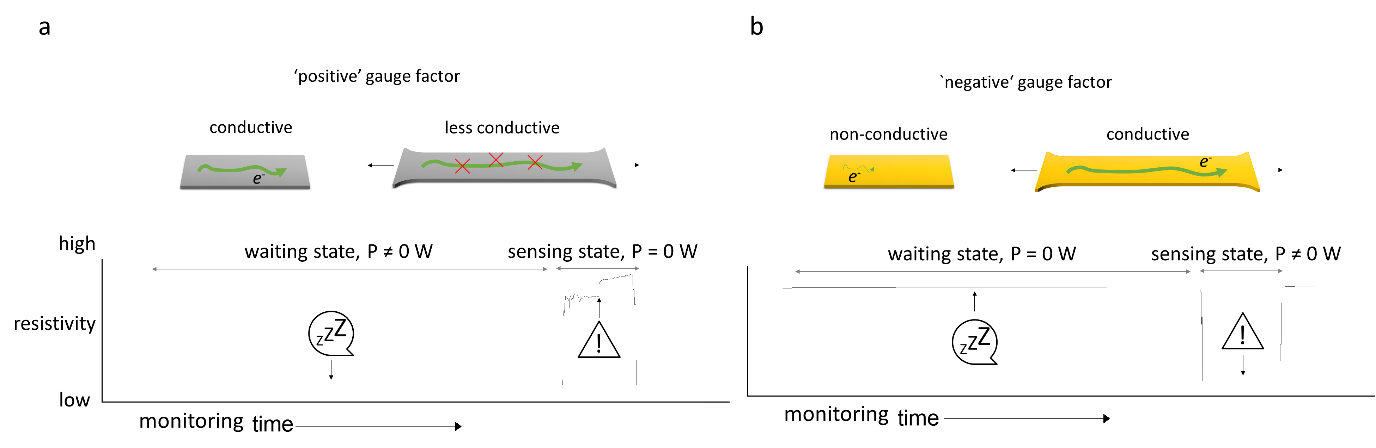 a
'positive' gauge factor
conductive
less conductive
e-
high
waiting state, P ≠ 0 W
sensing state, P = 0 W
resistivity
zzZ
!
low
monitoring time
b
`negative‘ gauge factor
non-conductive
conductive
e-
e-
waiting state, P = 0 W
sensing state, P ≠ 0 W
zzZ
!
monitoring time